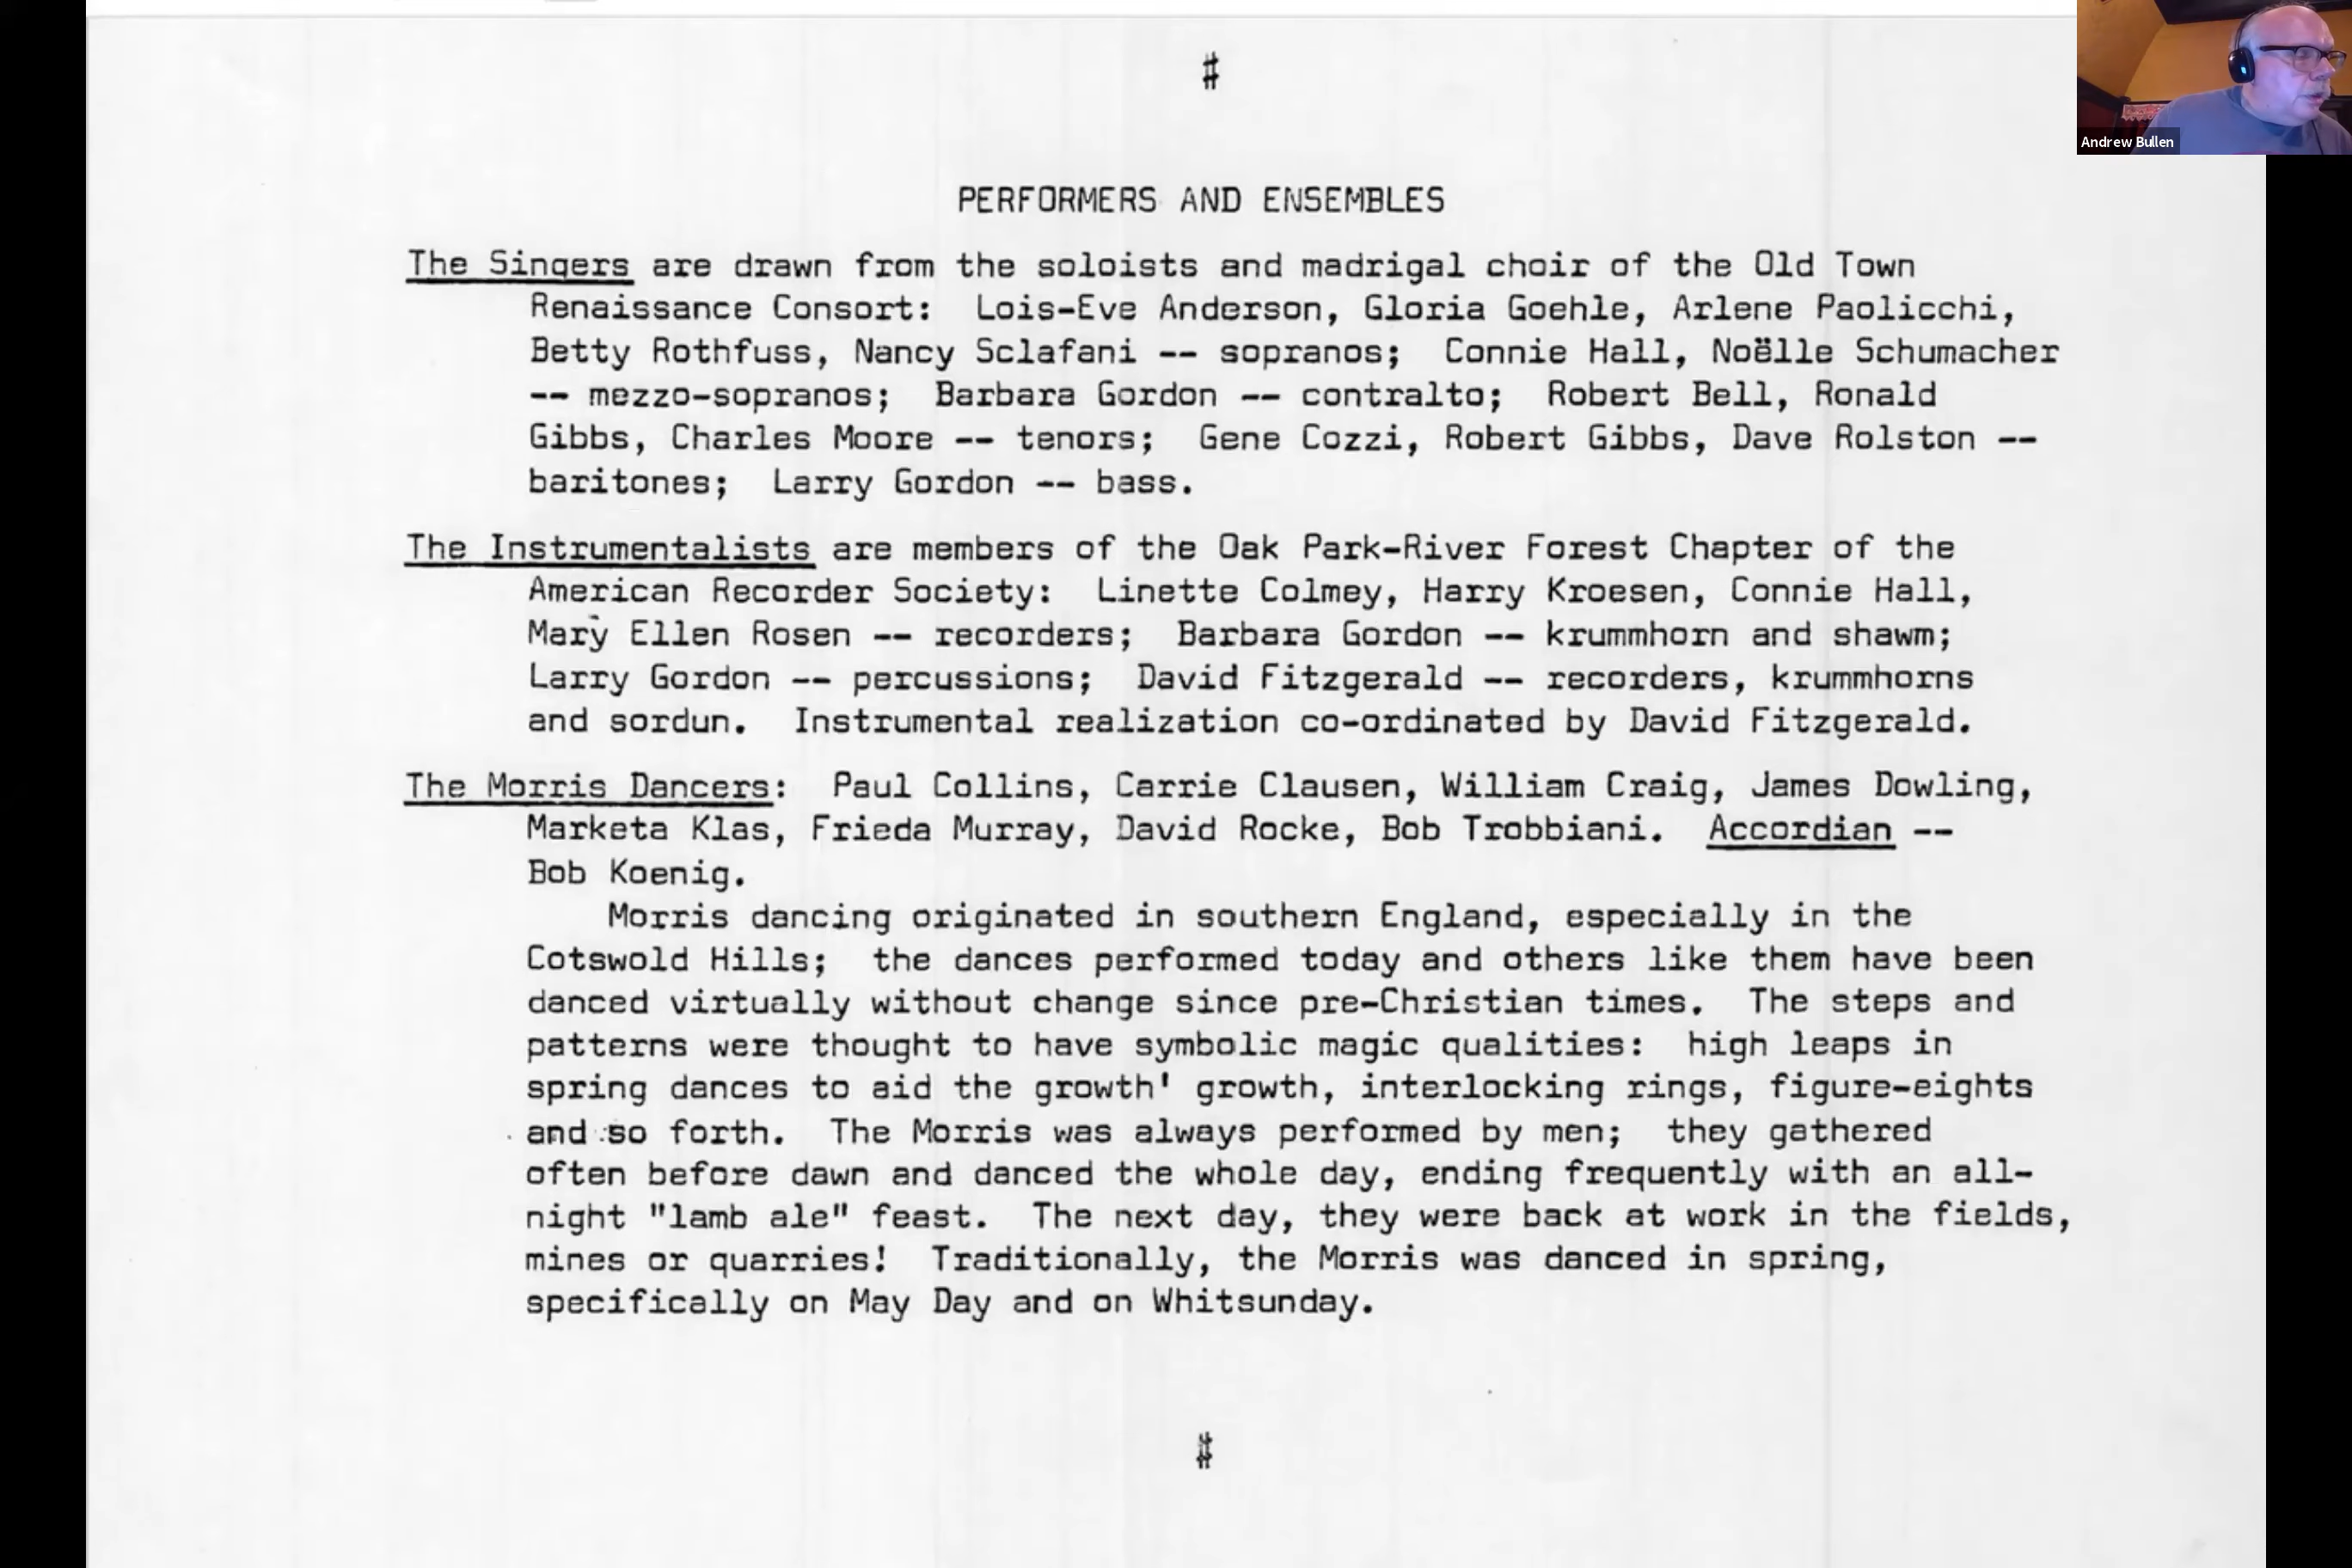 #
Andrew Bullen
PERFORMERS AND ENSEMBLES
The Singers are drawn from the soloists and madrigal choir of the Old Town
Renaissance Consort: Lois-Eve Anderson, Gloria Goehle, Arlene Paolicchi,
Betty Rothfuss, Nancy Sclafani -- sopranos; Connie Hall, Noëlle Schumacher
-- mezzo-sopranos; Barbara Gordon -- contralto; Robert Bell, Ronald
Gibbs, Charles Moore -- tenors; Gene Cozzi, Robert Gibbs, Dave Rolston --
baritones; Larry Gordon -- bass.
The Instrumentalists are members of the Oak Park-River Forest Chapter of the
American Recorder Society: Linette Colmey, Harry Kroesen, Connie Hall,
Mary Ellen Rosen -- recorders; Barbara Gordon -- krummhorn and shawm;
Larry Gordon -- percussions; David Fitzgerald -- recorders, krummhorns
and sordun. Instrumental realization co-ordinated by David Fitzgerald.
The Morris Dancers: Paul Collins, Carrie Clausen, William Craig, James Dowling,
Marketa Klas, Frieda Murray, David Rocke, Bob Trobbiani. Accordian --
Bob Koenig.
Morris dancing originated in southern England, especially in the
Cotswold Hills; the dances performed today and others like them have been
danced virtually without change since pre-Christian times. The steps and
patterns were thought to have symbolic magic qualities: high leaps in
spring dances to aid the growth' growth, interlocking rings, figure-eights
and so forth. The Morris was always performed by men; they gathered
often before dawn and danced the whole day, ending frequently with an all-
night "lamb ale" feast. The next day, they were back at work in the fields,
mines or quarries! Traditionally, the Morris was danced in spring,
specifically on May Day and on Whitsunday.
#